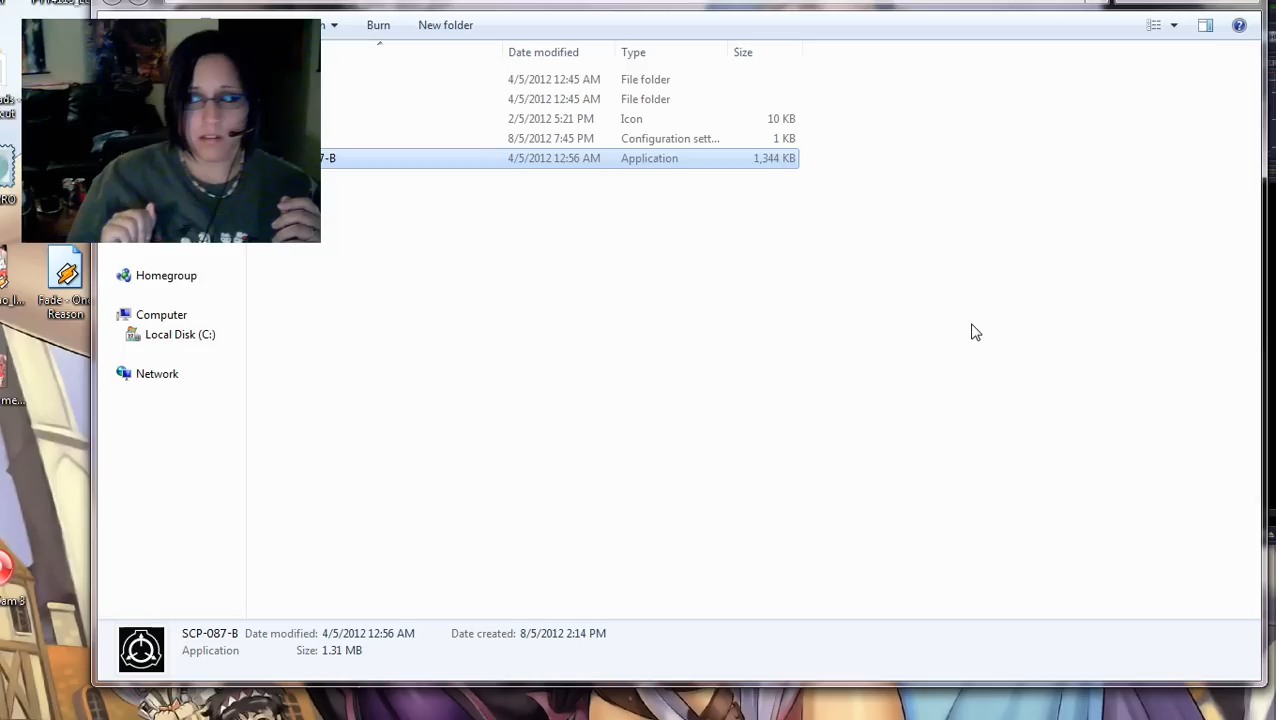 Burn New folder
Date modified Type Size
4/5/2012 12:45 AM File folder
4/5/2012 12:45 AM File folder
2/5/2012 5:21 PM Icon 10 KB
8/5/2012 7:45 PM Configuration sett... 1 KB
7-B 4/5/2012 12:56 AM Application 1,344 KB
Homegroup
Computer
Local Disk (C:)
Network
Fade - One
Reason
me...
SCP-087-B Date modified: 4/5/2012 12:56 AM Date created: 8/5/2012 2:14 PM
Application Size: 1.31 MB